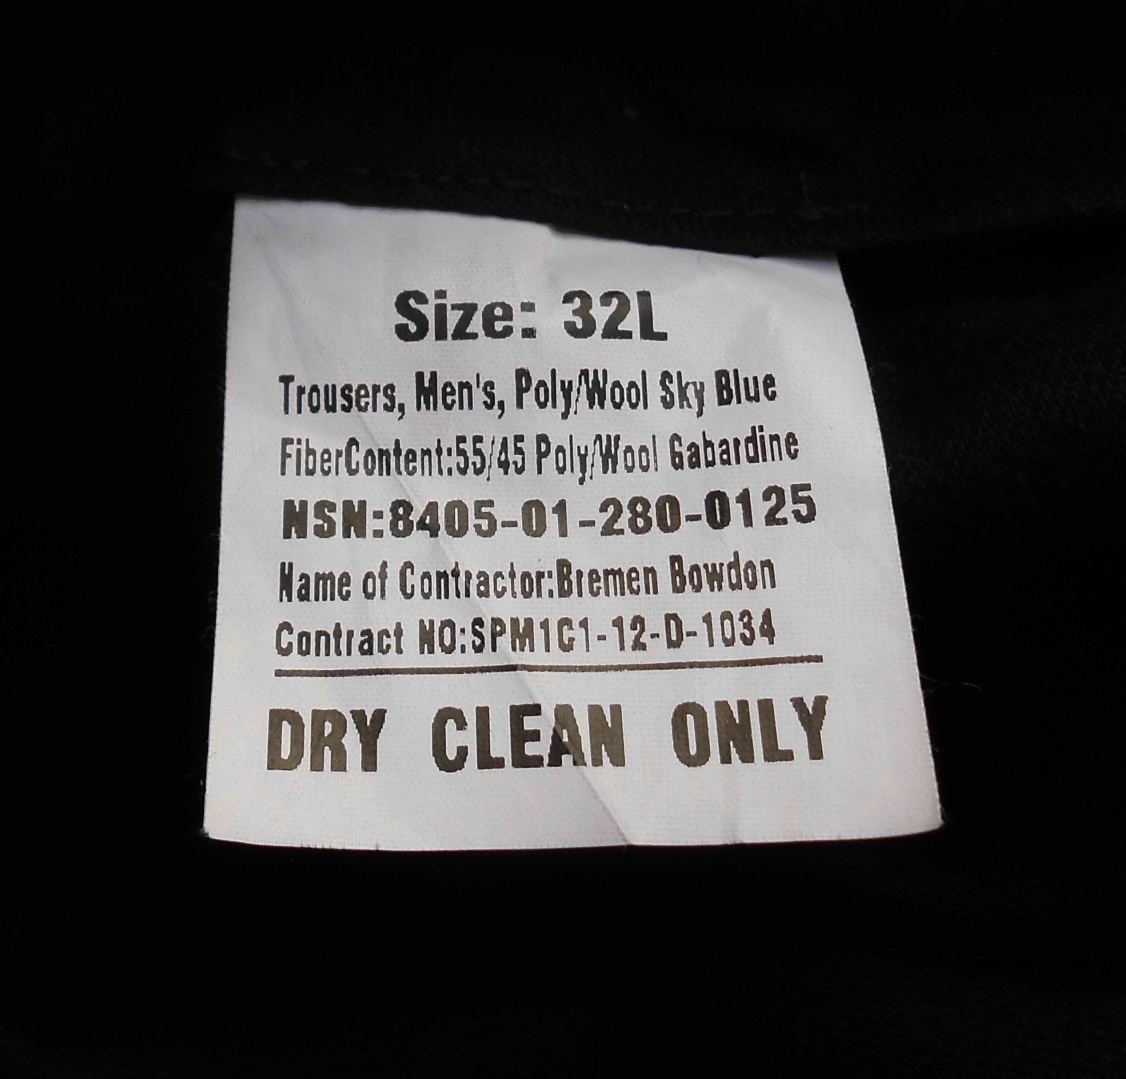 Size: 32L
Trousers, Men's, Poly/Wool Sky Blue
FiberContent:55/45 Poly/Wool Gabardine
NSN:8405-01-280-0125
Name of Contractor:Bremen Bowdon
Contract NO:SPM1C1-12-D-1034
DRY CLEAN ONLY